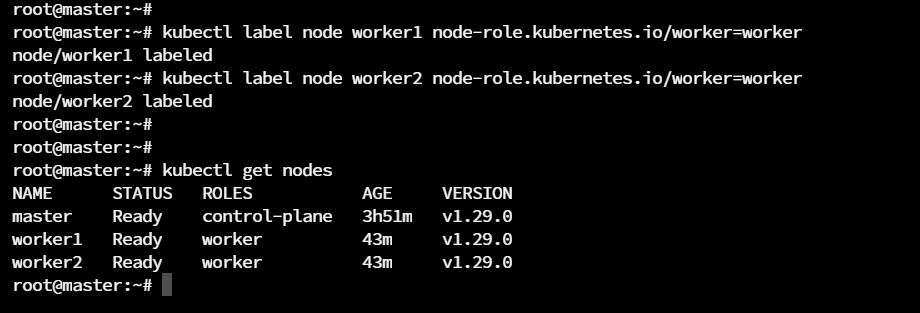 root@master:~#
root@master:~# kubectl label node worker1 node-role.kubernetes.io/worker=worker
node/worker1 labeled
root@master:~# kubectl label node worker2 node-role.kubernetes.io/worker=worker
node/worker2 labeled
root@master:~#
root@master:~#
root@master:~# kubectl get nodes
NAME      STATUS   ROLES           AGE     VERSION
master    Ready    control-plane   3h51m   v1.29.0
worker1   Ready    worker          43m     v1.29.0
worker2   Ready    worker          43m     v1.29.0
root@master:~#